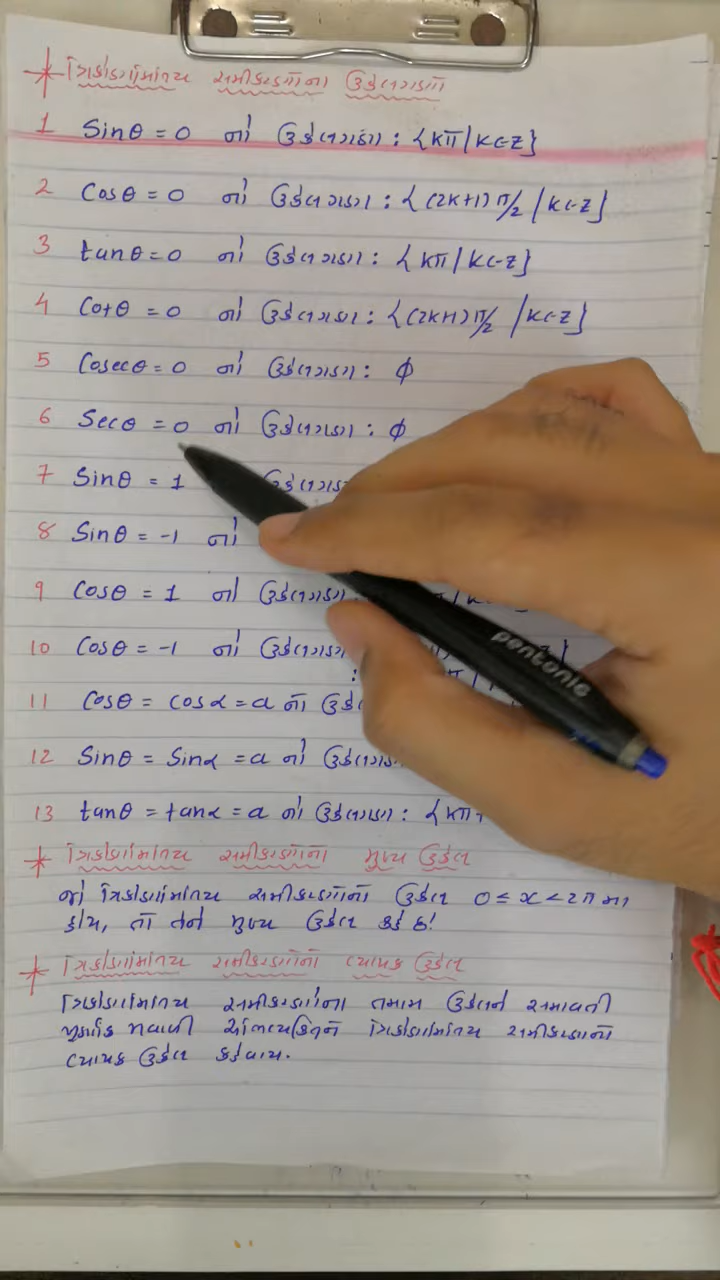 * ત્રિકોણમિતિય સમીકરણોના ઉકેલગણો
1 Sinθ = 0 નો ઉકેલગણ : {kπ/k∈Z}
2 Cosθ = 0 નો ઉકેલગણ : {(2k+1)π/2 /k∈Z}
3 tanθ = 0 નો ઉકેલગણ : {kπ/k∈Z}
4 Cotθ = 0 નો ઉકેલગણ : {(2k+1)π/2 /k∈Z}
5 Cosecθ = 0 નો ઉકેલગણ : ϕ
6 Secθ = 0 નો ઉકેલગણ : ϕ
7 Sinθ = 1 ઉકેલગણ
8 Sinθ = -1 નો
9 Cosθ = 1 નો ઉકેલગણ
10 Cosθ = -1 નો ઉકેલગણ
11 Cosθ = cosα = a નો
12 Sinθ = Sinα = a નો ઉકેલગણ
13 tanθ = tanα = a નો ઉકેલગણ : {kπ+
* ત્રિકોણમિતિય સમીકરણોના મુખ્ય ઉકેલ
જો ત્રિકોણમિતિય સમીકરણોનો ઉકેલ 0 ≤ x < 2π માં
હોય, તો તેને મુખ્ય ઉકેલ કહે છે!
* ત્રિકોણમિતિય સમીકરણોનો વ્યાપક ઉકેલ
ત્રિકોણમિતિય સમીકરણોના તમામ ઉકેલને સમાવતી
પૂર્ણાંક વાળી અભિવ્યક્તિને ત્રિકોણમિતિય સમીકરણનો
વ્યાપક ઉકેલ કહેવાય.
pentonic